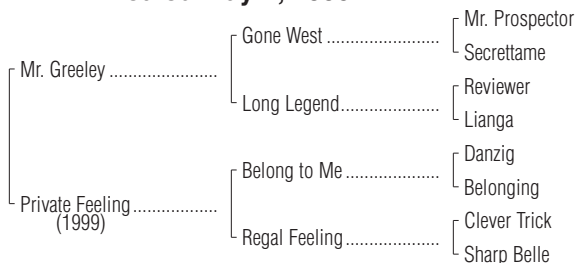 Mr. Prospector
Gone West ........................
Secrettame
Mr. Greeley ......................
Reviewer
Long Legend.....................
Lianga
Danzig
Belong to Me ....................
Belonging
Private Feeling .................
(1999)
Clever Trick
Regal Feeling....................
Sharp Belle